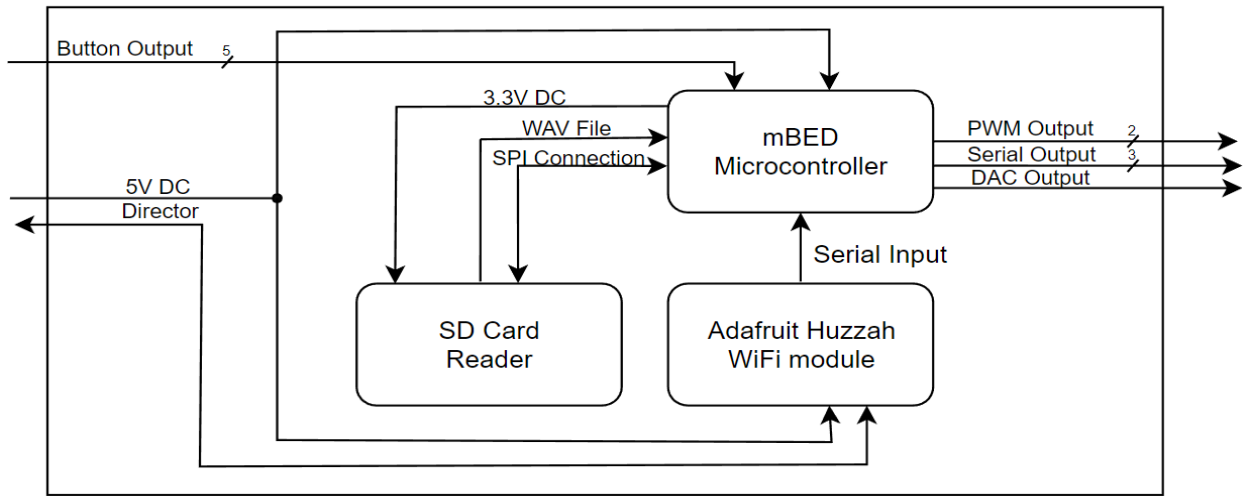 Button Output
5
3.3V DC
WAV File
SPI Connection
mBED
Microcontroller
PWM Output
2
Serial Output
3
DAC Output
5V DC
Director
Serial Input
SD Card
Reader
Adafruit Huzzah
WiFi module